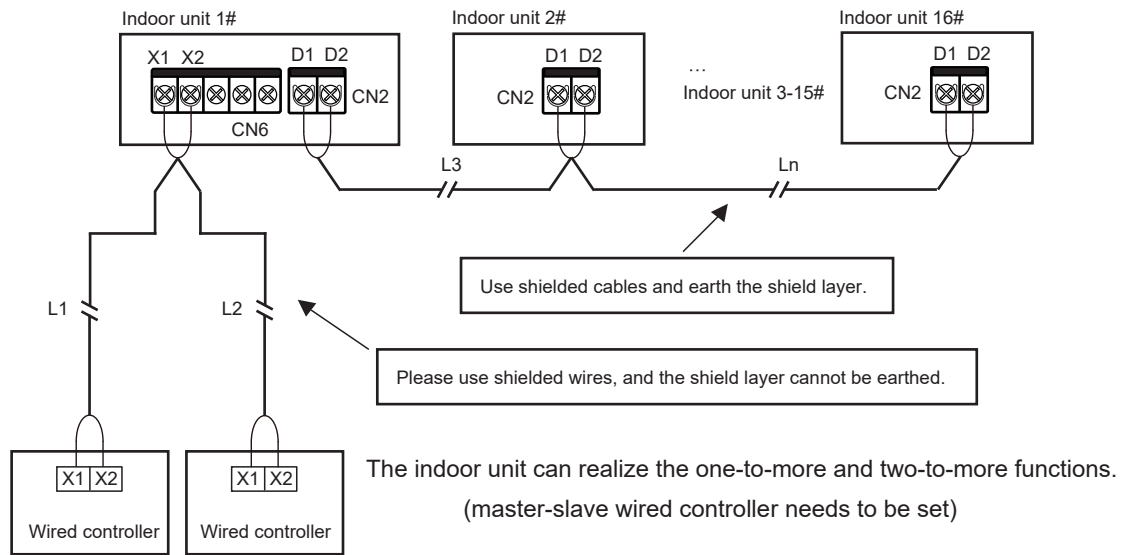 Indoor unit 1#
Indoor unit 2#
Indoor unit 16#
X1 X2
D1 D2
CN2
CN6
D1 D2
CN2
…
Indoor unit 3-15#
D1 D2
CN2
L3
Ln
Use shielded cables and earth the shield layer.
L1
L2
Please use shielded wires, and the shield layer cannot be earthed.
X1 X2
Wired controller
X1 X2
Wired controller
The indoor unit can realize the one-to-more and two-to-more functions.
(master-slave wired controller needs to be set)